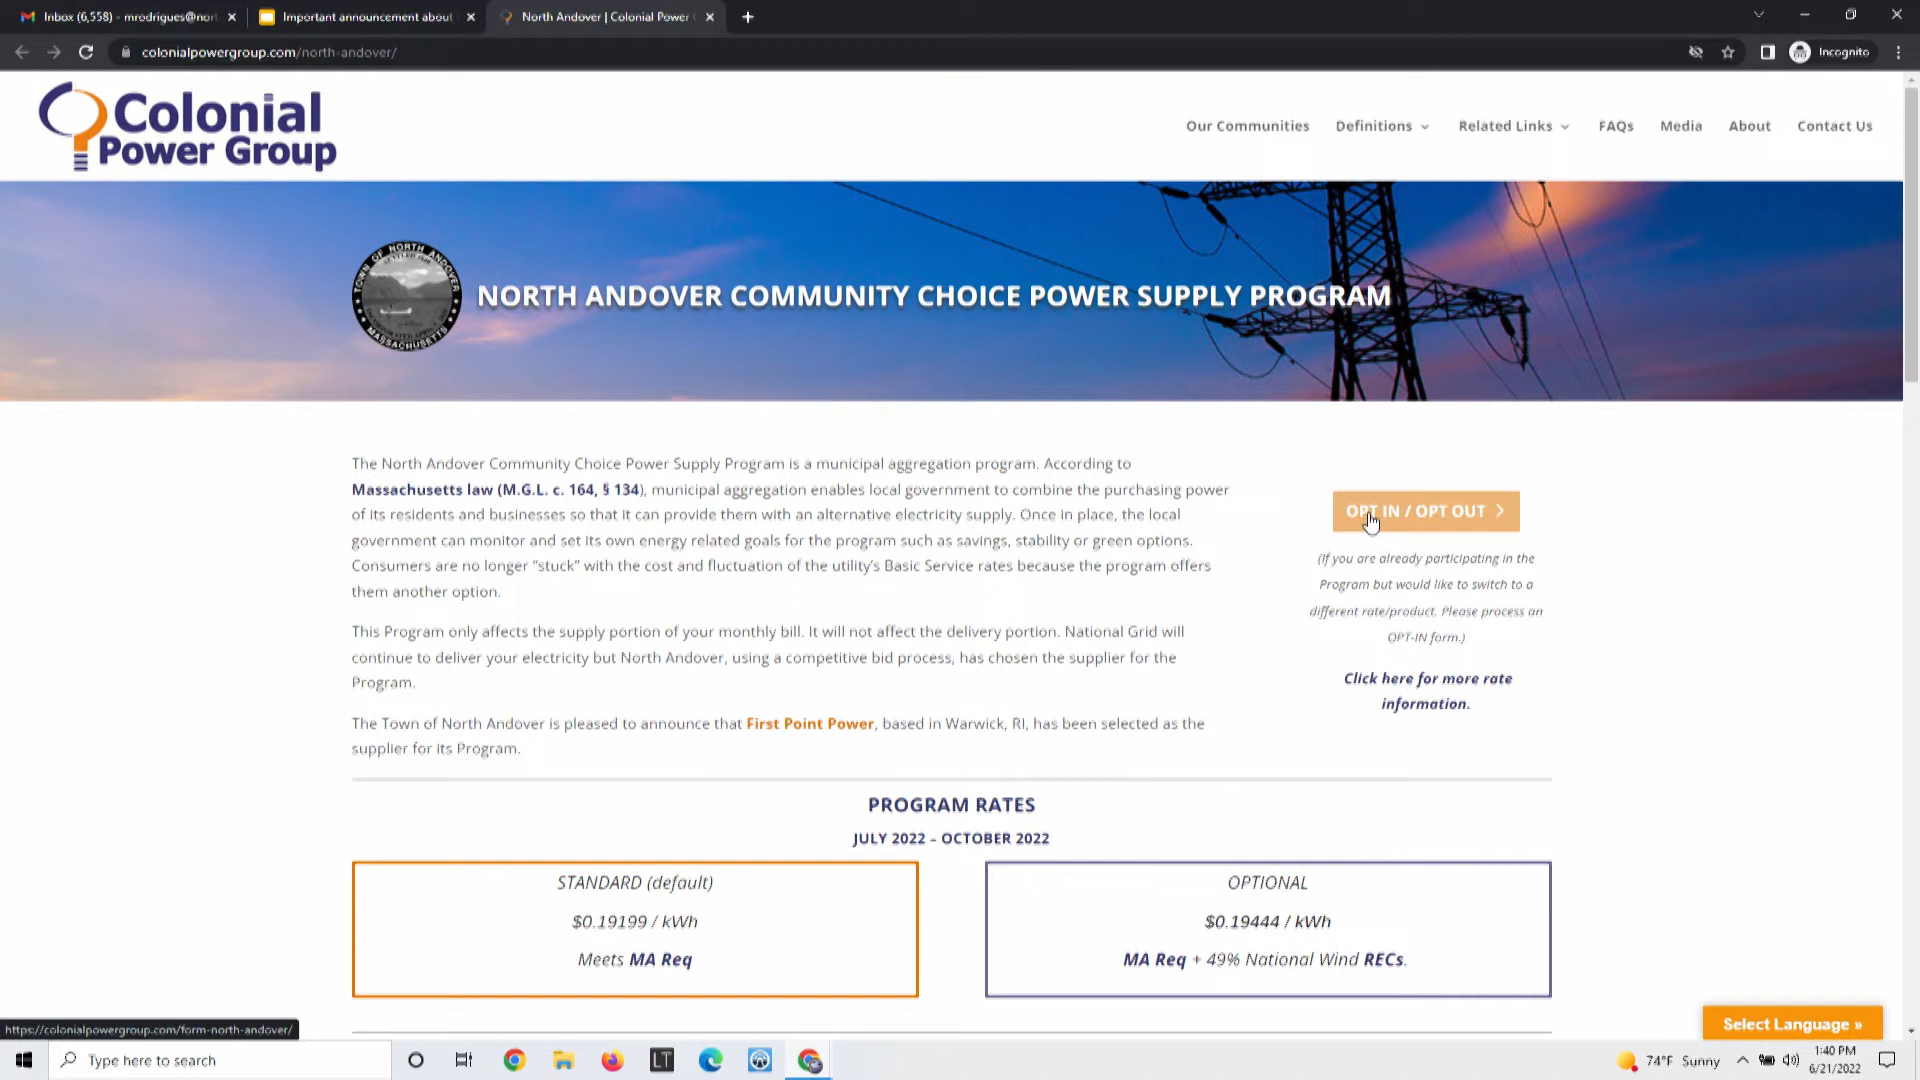 Inbox (6,558) - mrodrigues@nor
Important announcement about
North Andover | Colonial Power
colonialpowergroup.com/north-andover/
Incognito
Colonial
Power Group
Our Communities
Definitions
Related Links
FAQs
Media
About
Contact Us
TOWN OF NORTH ANDOVER
MASSACHUSETTS
NORTH ANDOVER COMMUNITY CHOICE POWER SUPPLY PROGRAM
The North Andover Community Choice Power Supply Program is a municipal aggregation program. According to
Massachusetts law (M.G.L. c. 164, § 134), municipal aggregation enables local government to combine the purchasing power
of its residents and businesses so that it can provide them with an alternative electricity supply. Once in place, the local
government can monitor and set its own energy related goals for the program such as savings, stability or green options.
Consumers are no longer “stuck” with the cost and fluctuation of the utility’s Basic Service rates because the program offers
them another option.
This Program only affects the supply portion of your monthly bill. It will not affect the delivery portion. National Grid will
continue to deliver your electricity but North Andover, using a competitive bid process, has chosen the supplier for the
Program.
The Town of North Andover is pleased to announce that First Point Power, based in Warwick, RI, has been selected as the
supplier for its Program.
OPT IN / OPT OUT
(If you are already participating in the
Program but would like to switch to a
different rate/product. Please process an
OPT-IN form.)
Click here for more rate
information.
PROGRAM RATES
JULY 2022 – OCTOBER 2022
STANDARD (default)
$0.19199 / kWh
Meets MA Req
OPTIONAL
$0.19444 / kWh
MA Req + 49% National Wind RECs.
Select Language »
https://colonialpowergroup.com/form-north-andover/
Type here to search
LT
74°F Sunny
1:40 PM
6/21/2022